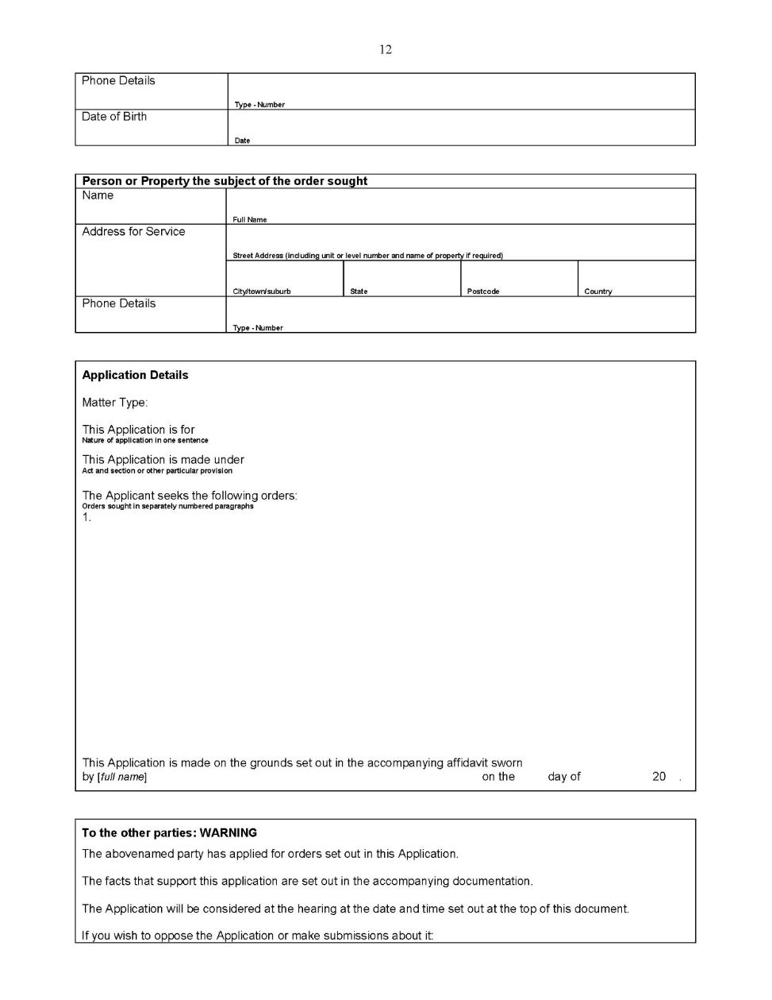 12
Phone Details
Type - Number
Date of Birth
Date
Person or Property the subject of the order sought
Name
Full Name
Address for Service
Street Address (including unit or level number and name of property if required)
City/town/suburb State Postcode Country
Phone Details
Type - Number
Application Details
Matter Type:
This Application is for
Nature of application in one sentence
This Application is made under
Act and section or other particular provision
The Applicant seeks the following orders:
Orders sought in separately numbered paragraphs
1.
This Application is made on the grounds set out in the accompanying affidavit sworn
by [full name] on the day of 20 .
To the other parties: WARNING
The abovenamed party has applied for orders set out in this Application.
The facts that support this application are set out in the accompanying documentation.
The Application will be considered at the hearing at the date and time set out at the top of this document.
If you wish to oppose the Application or make submissions about it: